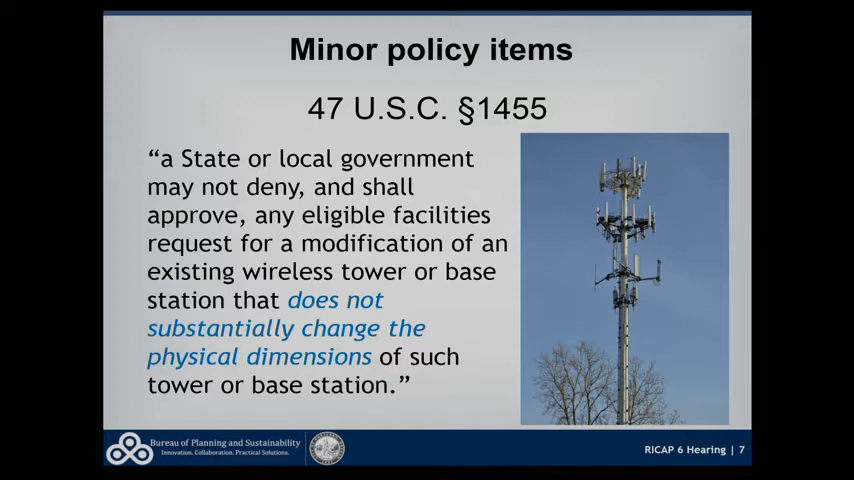 Minor policy items
47 U.S.C. §1455
“a State or local government
may not deny, and shall
approve, any eligible facilities
request for a modification of an
existing wireless tower or base
station that does not
substantially change the
physical dimensions of such
tower or base station.”
Bureau of Planning and Sustainability
Innovation. Collaboration. Practical Solutions.
RICAP 6 Hearing | 7